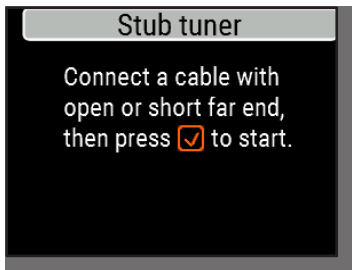 Stub tuner
Connect a cable with
open or short far end,
then press ☑ to start.